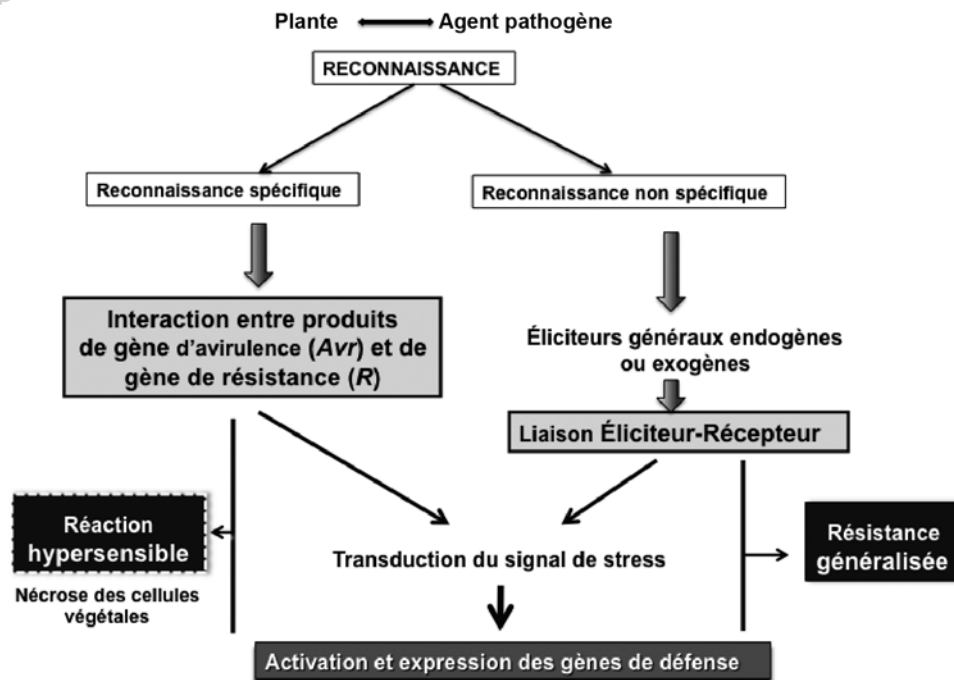 Plante Agent pathogène
RECONNAISSANCE
Reconnaissance spécifique
Reconnaissance non spécifique
Interaction entre produits
de gène d'avirulence (Avr) et de
gène de résistance (R)
Éliciteurs généraux endogènes
ou exogènes
Liaison Éliciteur-Récepteur
Réaction
hypersensible
Nécrose des cellules
végétales
Transduction du signal de stress
Résistance
généralisée
Activation et expression des gènes de défense